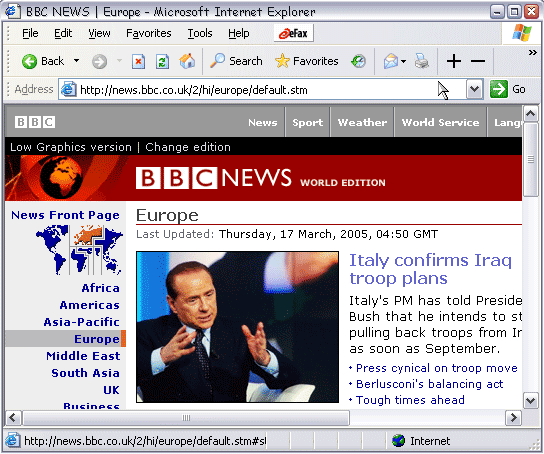 BBC NEWS | Europe - Microsoft Internet Explorer
File Edit View Favorites Tools Help eFax
Back Search Favorites
Address http://news.bbc.co.uk/2/hi/europe/default.stm Go
BBC News Sport Weather World Service Lang
Low Graphics version | Change edition
BBC NEWS WORLD EDITION
News Front Page
Africa
Americas
Asia-Pacific
Europe
Middle East
South Asia
UK
Business
Europe
Last Updated: Thursday, 17 March, 2005, 04:50 GMT
Italy confirms Iraq
troop plans
Italy's PM has told Preside
Bush that he intends to st
pulling back troops from Ir
as soon as September.
Press cynical on troop move
Berlusconi's balancing act
Tough times ahead
http://news.bbc.co.uk/2/hi/europe/default.stm#sl Internet